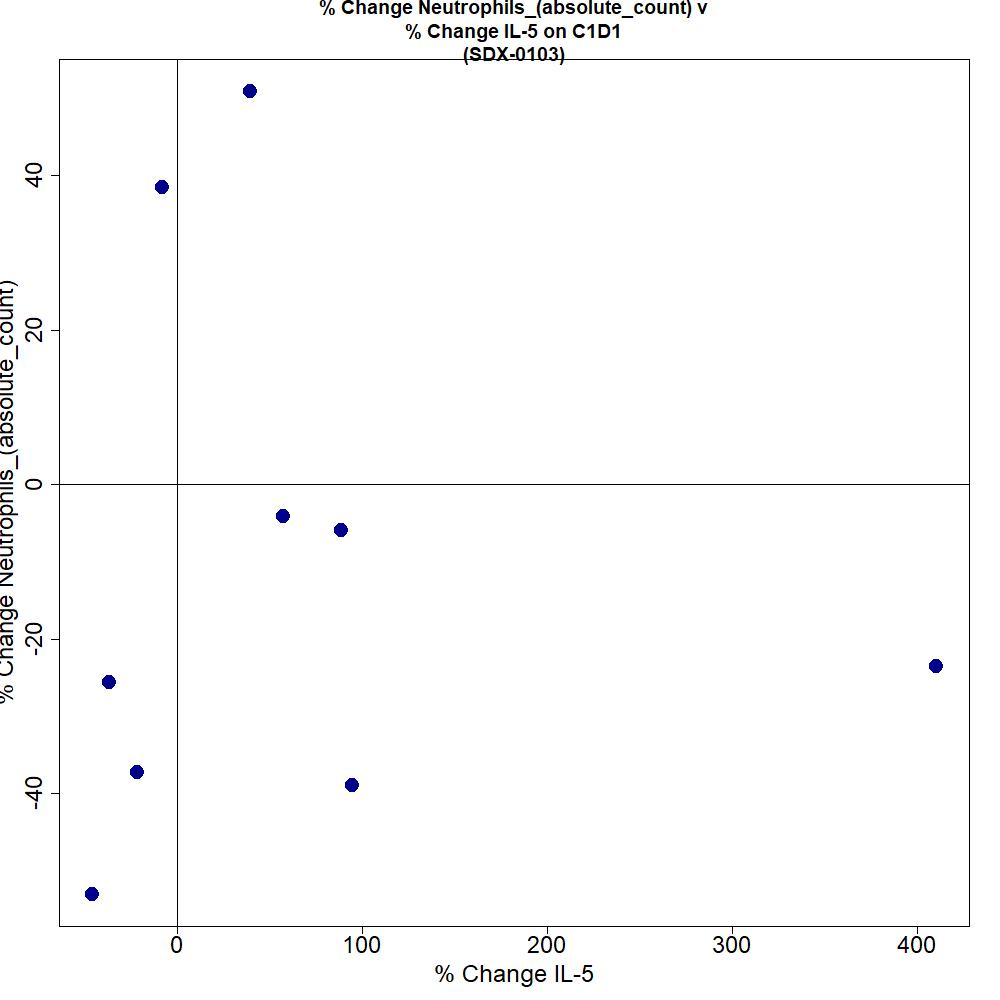 % Change Neutrophils_(absolute_count) v
% Change IL-5 on C1D1
(SDX-0103)
% Change Neutrophils_(absolute_count)
40
20
0
-20
-40
0 100 200 300 400
% Change IL-5